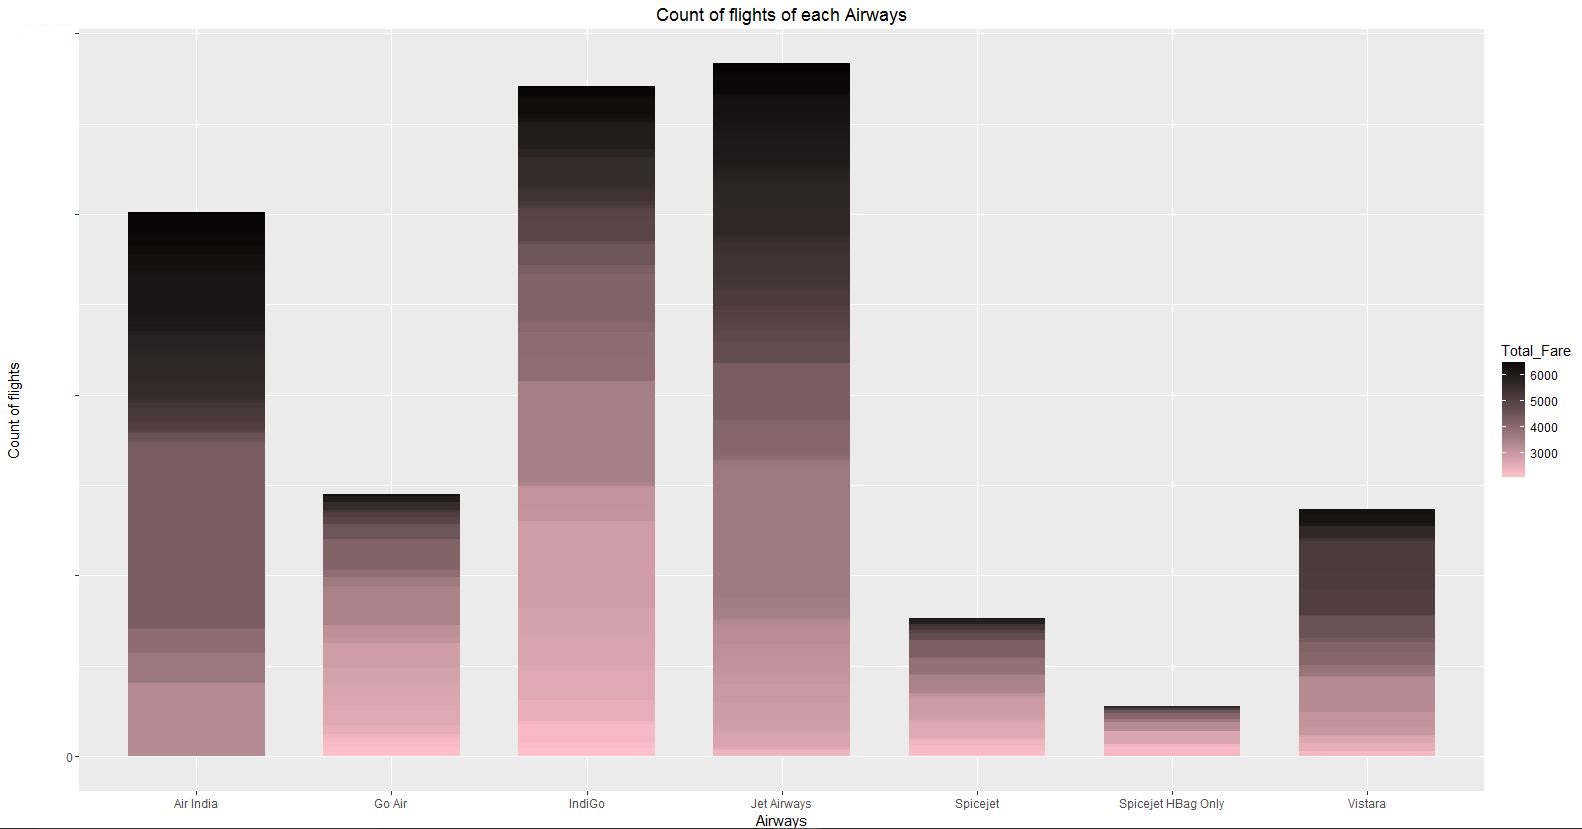 Count of flights of each Airways
Count of flights
0
Air India
Go Air
IndiGo
Jet Airways
Spicejet
Spicejet HBag Only
Vistara
Airways
Total_Fare
6000
5000
4000
3000